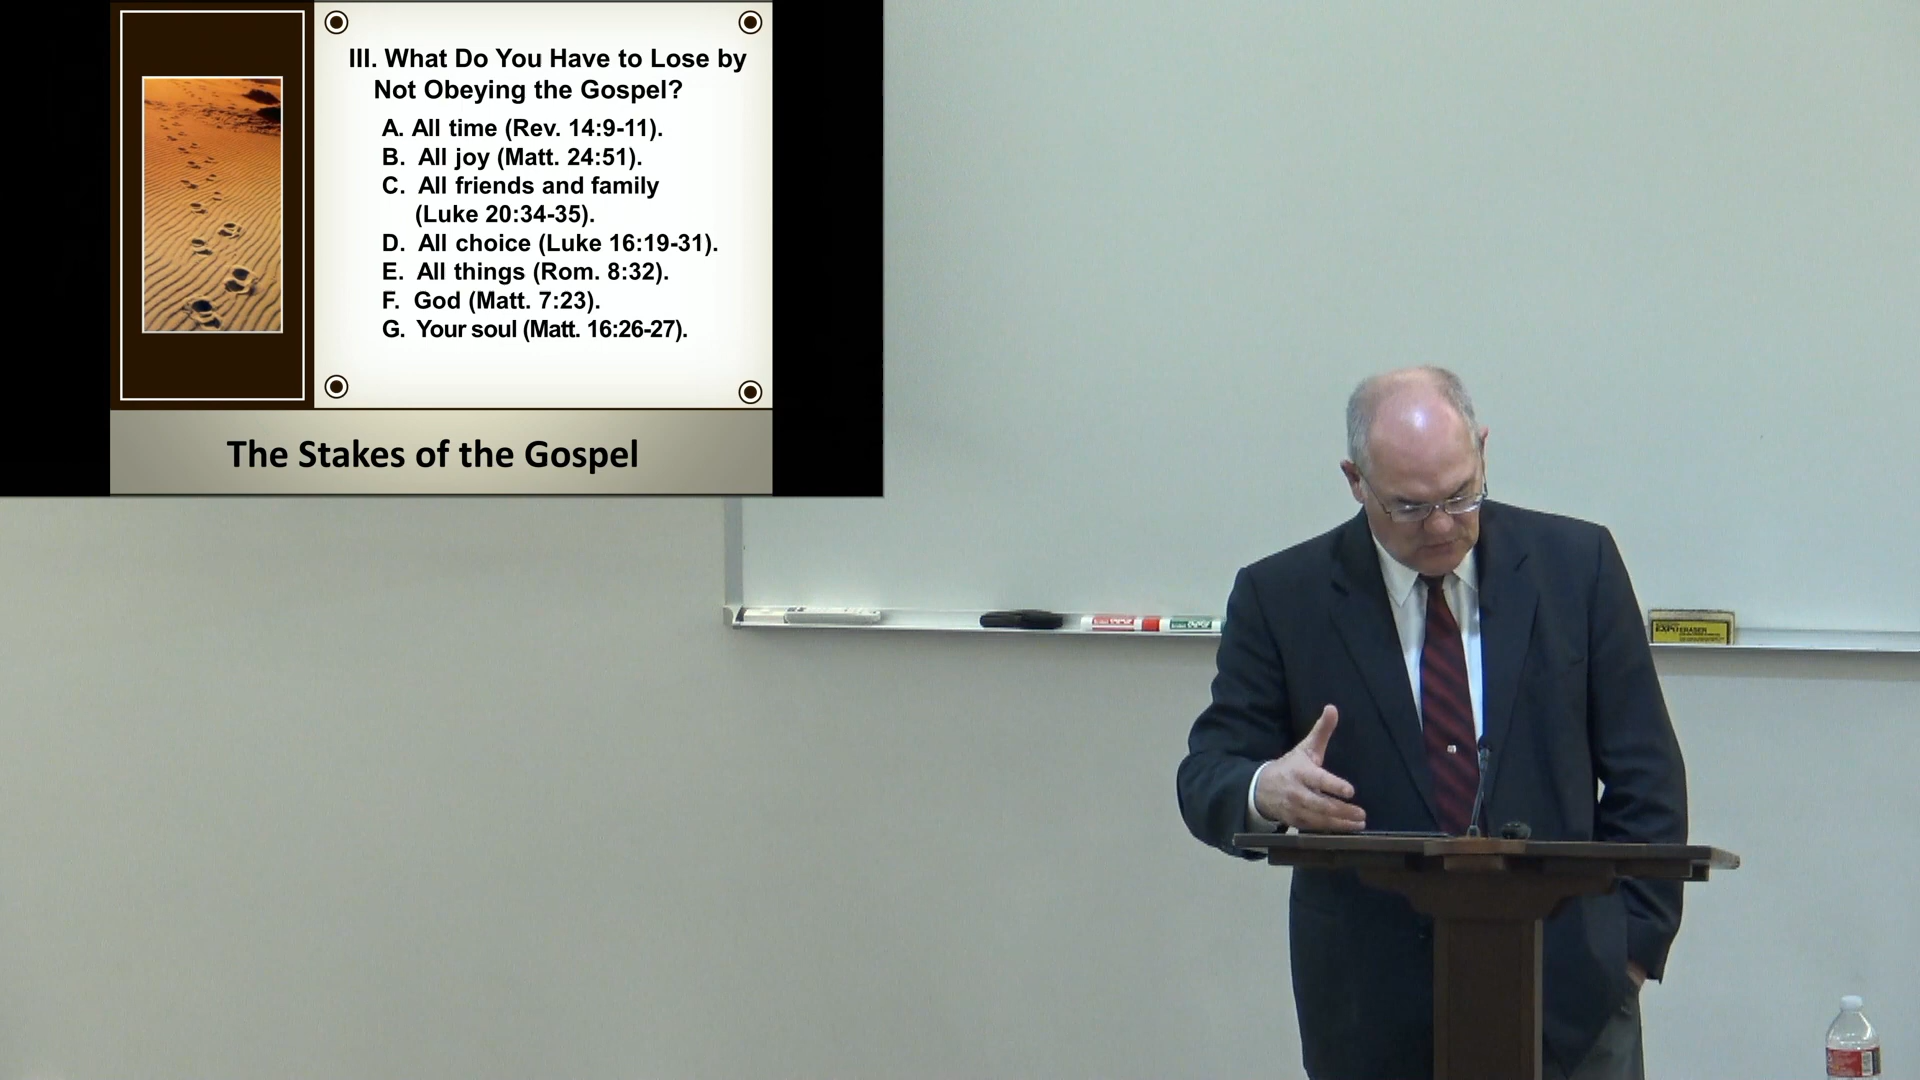 III. What Do You Have to Lose by
Not Obeying the Gospel?
A. All time (Rev. 14:9-11).
B. All joy (Matt. 24:51).
C. All friends and family
(Luke 20:34-35).
D. All choice (Luke 16:19-31).
E. All things (Rom. 8:32).
F. God (Matt. 7:23).
G. Your soul (Matt. 16:26-27).
The Stakes of the Gospel
EXPO ERASER